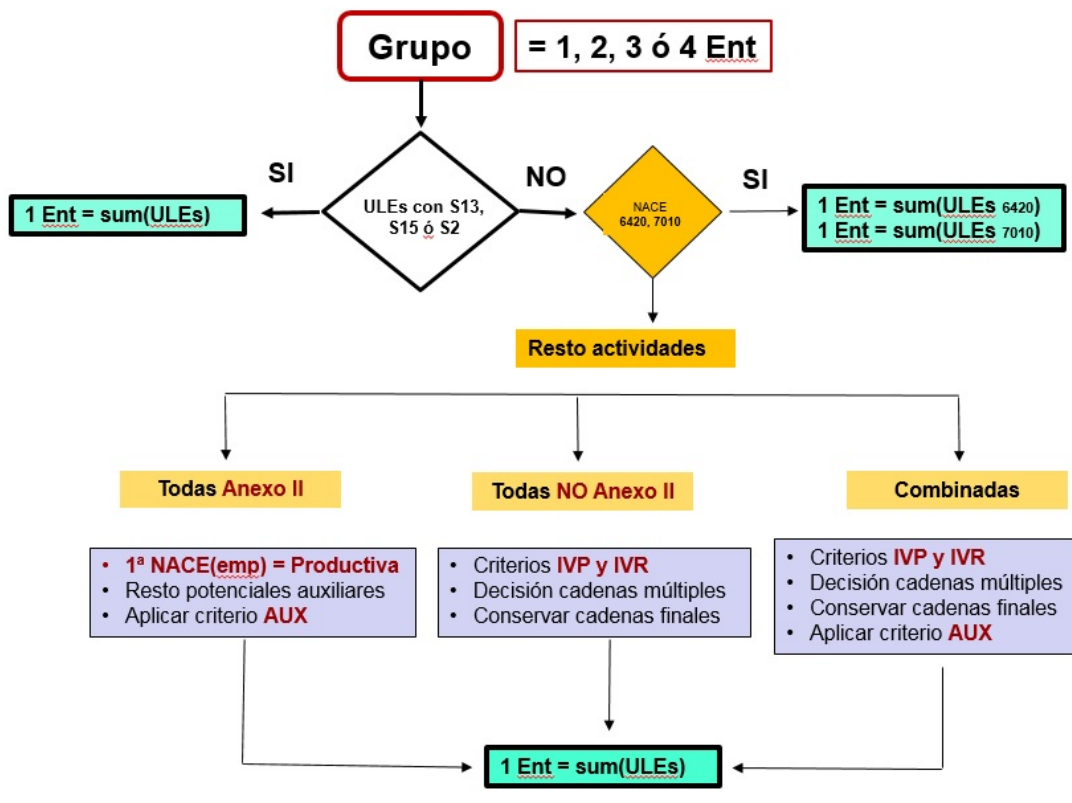 Grupo
= 1, 2, 3 ó 4 Ent
SI
NO
SI
1 Ent = sum(ULEs)
ULEs con S13,
S15 ó S2
NACE
6420, 7010
1 Ent = sum(ULEs 6420)
1 Ent = sum(ULEs 7010)
Resto actividades
Todas Anexo II
Todas NO Anexo II
Combinadas
• 1ª NACE(emp) = Productiva
• Resto potenciales auxiliares
• Aplicar criterio AUX
• Criterios IVP y IVR
• Decisión cadenas múltiples
• Conservar cadenas finales
• Criterios IVP y IVR
• Decisión cadenas múltiples
• Conservar cadenas finales
• Aplicar criterio AUX
1 Ent = sum(ULEs)